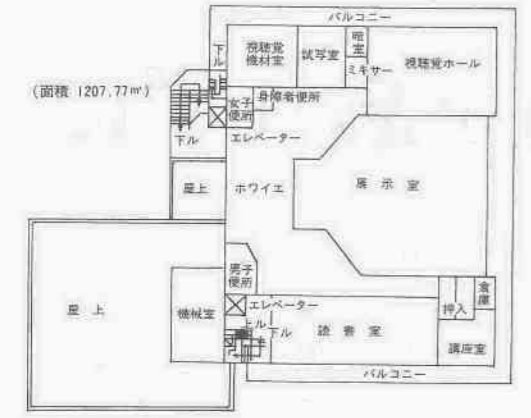 バルコニー
下ル
視聴覚
機材室
試写室
暗室
ミキサー
視聴覚ホール
(面積 1207.77㎡)
女子
便所
身障者便所
下ル
エレベーター
屋上
ホワイエ
展示室
男子
便所
屋上
機械室
エレベーター
上ル
下ル
読書室
押入
倉庫
講座室
バルコニー